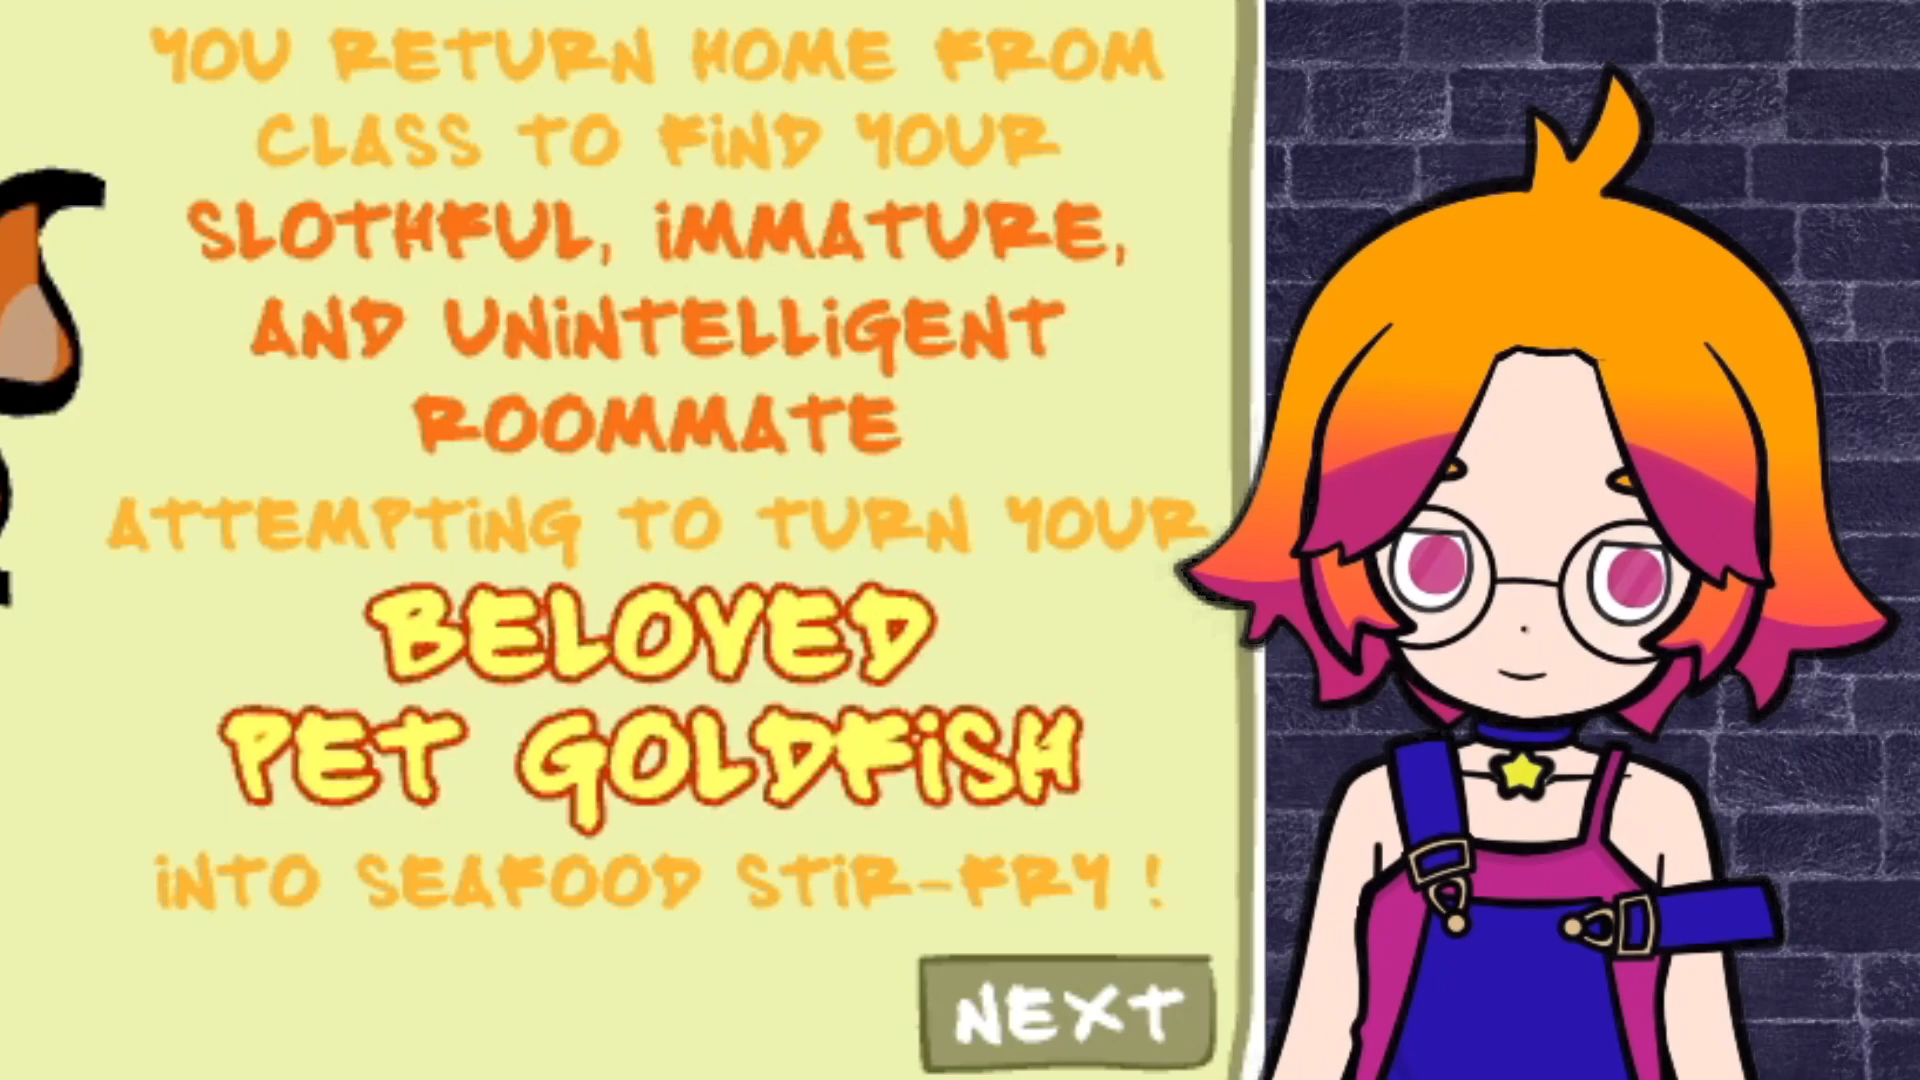 YOU RETURN HOME FROM
CLASS TO FiND YOUR
SLOTHFUL, iMMATURE,
AND UNiNTELLiGENT
ROOMMATE
ATTEMPTiNG TO TURN YOUR
BELOVED
PET GOLDFiSH
iNTO SEAFOOD STiR-FRY !
NEXT